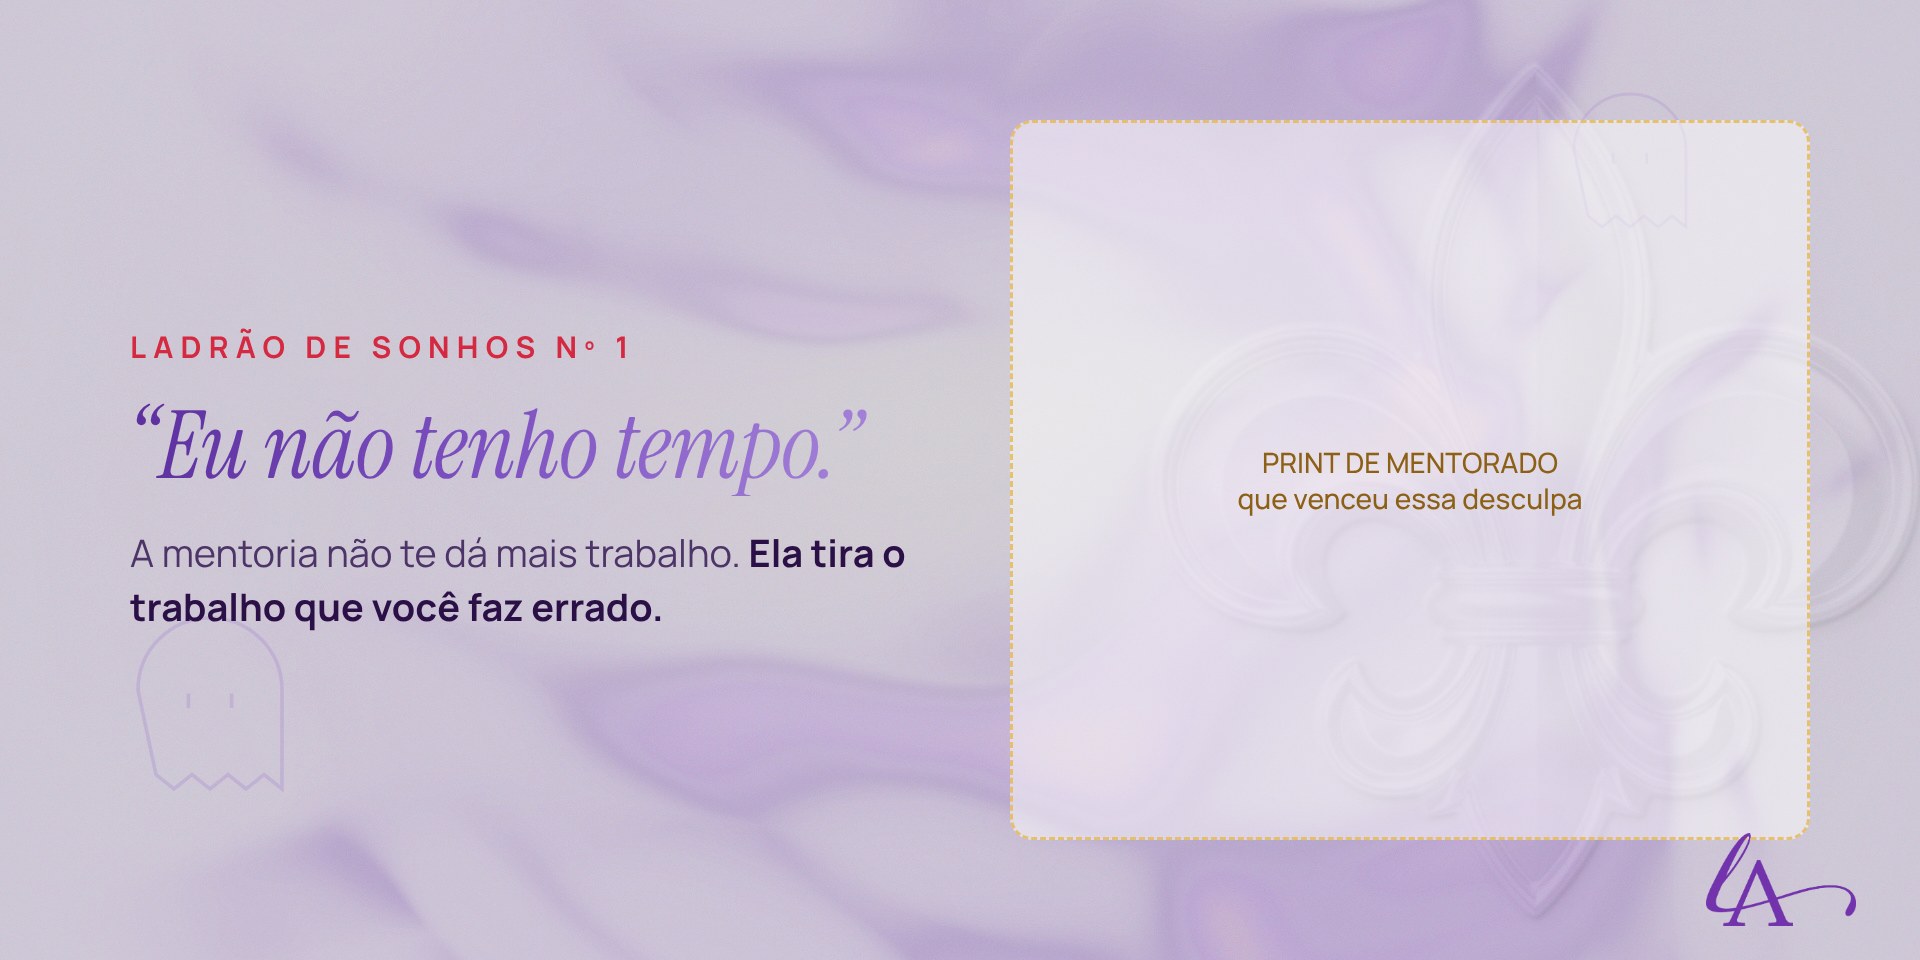 LADRÃO DE SONHOS Nº 1
“Eu não tenho tempo.”
A mentoria não te dá mais trabalho. Ela tira o
trabalho que você faz errado.
PRINT DE MENTORADO
que venceu essa desculpa
lA